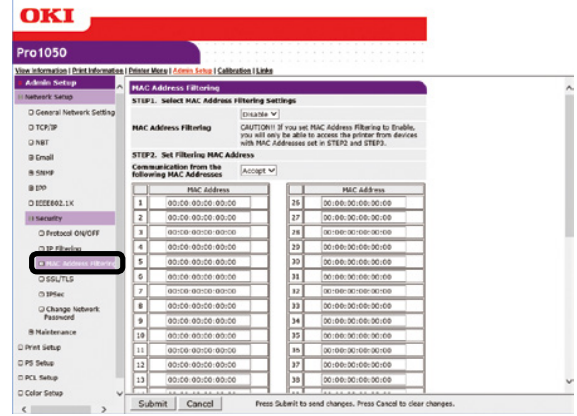 OKI
Pro1050
View Information | Print Information | Printer Menu | Admin Setup | Calibration | Links
Admin Setup
Network Setup
General Network Setting
TCP/IP
NBT
Email
SNMP
IPP
IEEE802.1X
Security
Protocol ON/OFF
IP Filtering
MAC Address Filtering
SSL/TLS
IPSec
Change Network
Password
Maintenance
Print Setup
PS Setup
PCL Setup
Color Setup
MAC Address Filtering
STEP1. Select MAC Address Filtering Settings
MAC Address Filtering
Disable
CAUTION!! If you set MAC Address Filtering to Enable,
you will only be able to access the printer from devices
with MAC Addresses set in STEP2 and STEP3.
STEP2. Set Filtering MAC Address
Communication from the
following MAC Addresses
Accept
MAC Address MAC Address
1 00:00:00:00:00:00 26 00:00:00:00:00:00
2 00:00:00:00:00:00 27 00:00:00:00:00:00
3 00:00:00:00:00:00 28 00:00:00:00:00:00
4 00:00:00:00:00:00 29 00:00:00:00:00:00
5 00:00:00:00:00:00 30 00:00:00:00:00:00
6 00:00:00:00:00:00 31 00:00:00:00:00:00
7 00:00:00:00:00:00 32 00:00:00:00:00:00
8 00:00:00:00:00:00 33 00:00:00:00:00:00
9 00:00:00:00:00:00 34 00:00:00:00:00:00
10 00:00:00:00:00:00 35 00:00:00:00:00:00
11 00:00:00:00:00:00 36 00:00:00:00:00:00
12 00:00:00:00:00:00 37 00:00:00:00:00:00
13 00:00:00:00:00:00 38 00:00:00:00:00:00
Submit Cancel Press Submit to send changes. Press Cancel to clear changes.